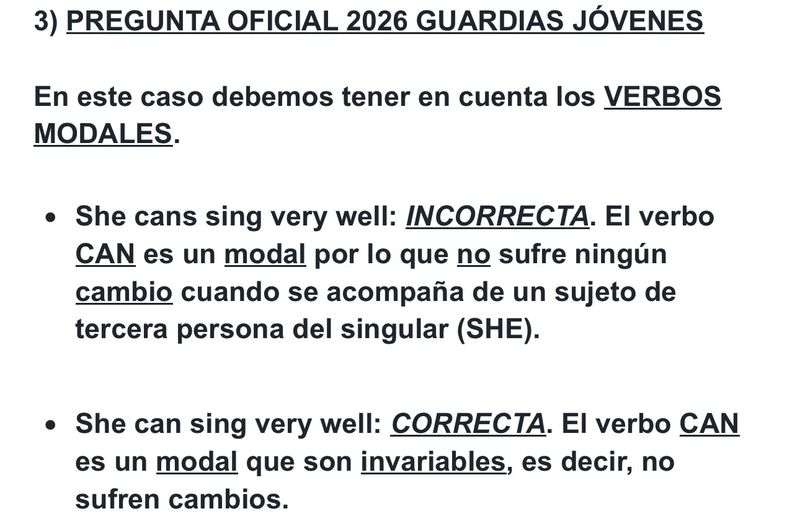 3) PREGUNTA OFICIAL 2026 GUARDIAS JÓVENES
En este caso debemos tener en cuenta los VERBOS
MODALES.
• She cans sing very well: INCORRECTA. El verbo
CAN es un modal por lo que no sufre ningún
cambio cuando se acompaña de un sujeto de
tercera persona del singular (SHE).
• She can sing very well: CORRECTA. El verbo CAN
es un modal que son invariables, es decir, no
sufren cambios.